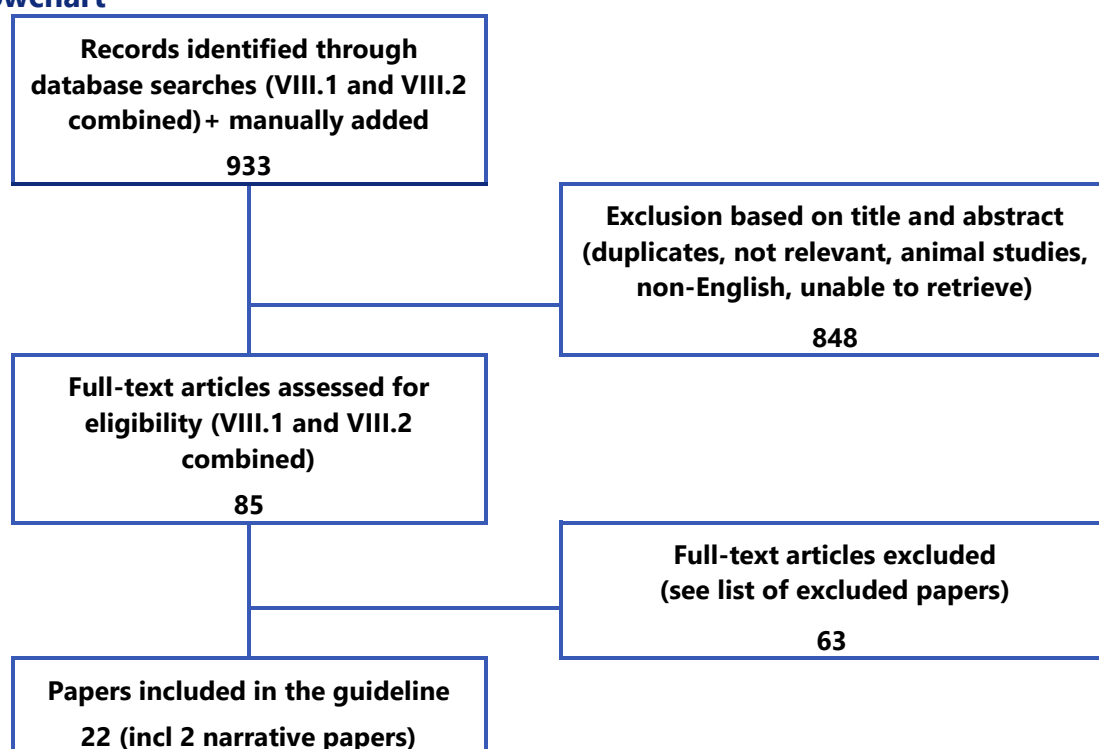 Records identified through
database searches (VIII.1 and VIII.2
combined)+ manually added
933
Exclusion based on title and abstract
(duplicates, not relevant, animal studies,
non-English, unable to retrieve)
848
Full-text articles assessed for
eligibility (VIII.1 and VIII.2
combined)
85
Full-text articles excluded
(see list of excluded papers)
63
Papers included in the guideline
22 (incl 2 narrative papers)